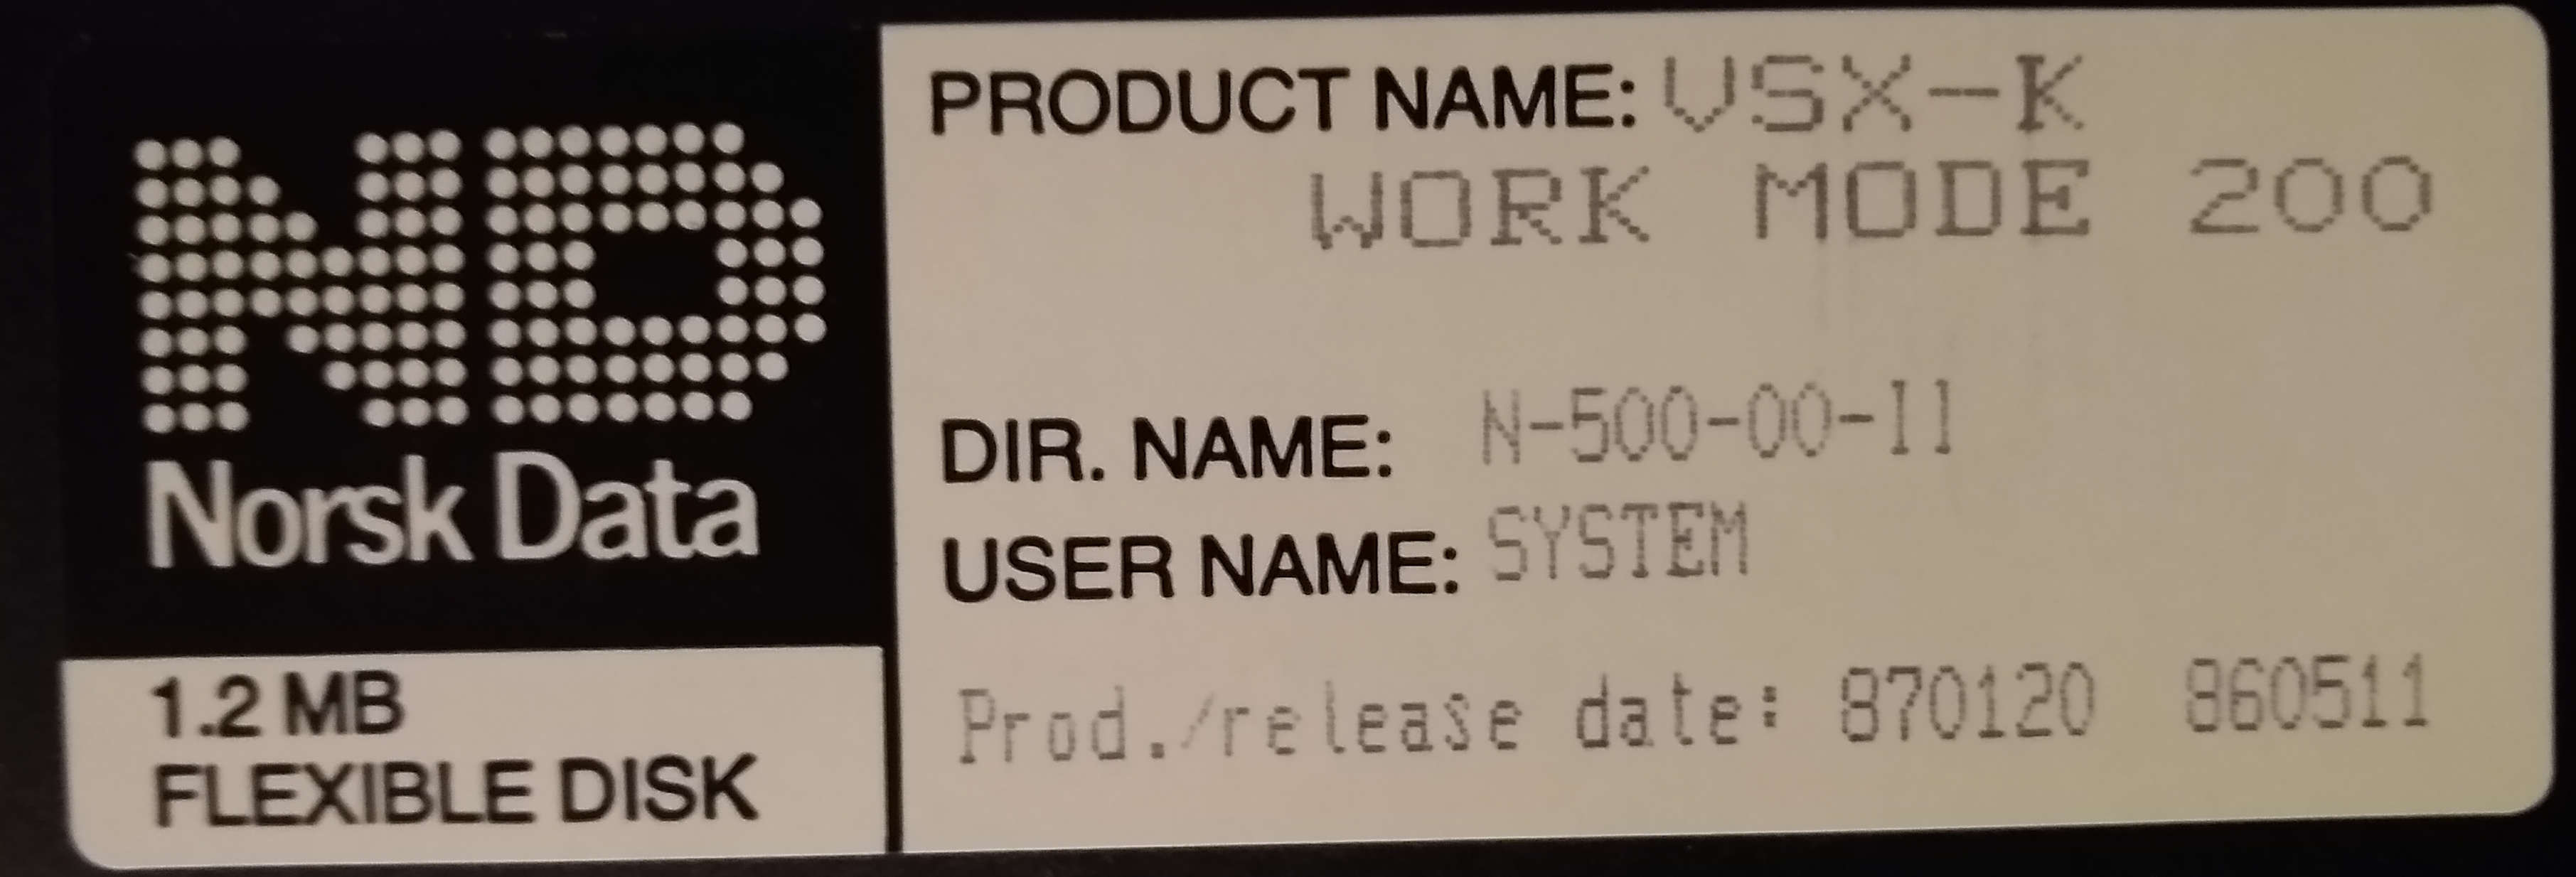 ND
Norsk Data
1.2 MB
FLEXIBLE DISK
PRODUCT NAME: VSX-K
WORK MODE 200
DIR. NAME: N-500-00-11
USER NAME: SYSTEM
Prod./release date: 870120 860511